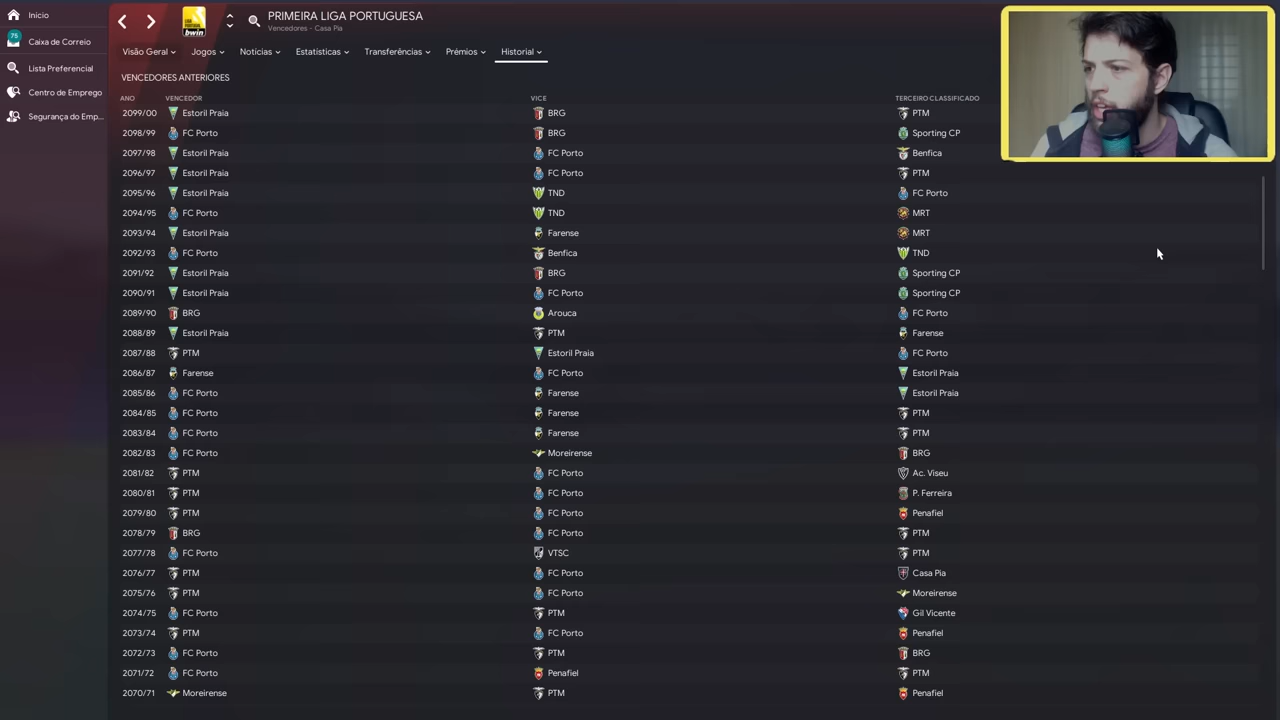 Início
75
Caixa de Correio
Lista Preferencial
Centro de Emprego
Segurança do Emp...
LIGA PORTUGAL
bwin
PRIMEIRA LIGA PORTUGUESA
Vencedores - Casa Pia
Visão Geral Jogos Notícias Estatísticas Transferências Prémios Historial
VENCEDORES ANTERIORES
ANO VENCEDOR VICE TERCEIRO CLASSIFICADO
2099/00 Estoril Praia BRG PTM
2098/99 FC Porto BRG Sporting CP
2097/98 Estoril Praia FC Porto Benfica
2096/97 Estoril Praia FC Porto PTM
2095/96 Estoril Praia TND FC Porto
2094/95 FC Porto TND MRT
2093/94 Estoril Praia Farense MRT
2092/93 FC Porto Benfica TND
2091/92 Estoril Praia BRG Sporting CP
2090/91 Estoril Praia FC Porto Sporting CP
2089/90 BRG Arouca FC Porto
2088/89 Estoril Praia PTM Farense
2087/88 PTM Estoril Praia FC Porto
2086/87 Farense FC Porto Estoril Praia
2085/86 FC Porto Farense Estoril Praia
2084/85 FC Porto Farense PTM
2083/84 FC Porto Farense PTM
2082/83 FC Porto Moreirense BRG
2081/82 PTM FC Porto Ac. Viseu
2080/81 PTM FC Porto P. Ferreira
2079/80 PTM FC Porto Penafiel
2078/79 BRG FC Porto PTM
2077/78 FC Porto VTSC PTM
2076/77 PTM FC Porto Casa Pia
2075/76 PTM FC Porto Moreirense
2074/75 FC Porto PTM Gil Vicente
2073/74 PTM FC Porto Penafiel
2072/73 FC Porto PTM BRG
2071/72 FC Porto Penafiel PTM
2070/71 Moreirense PTM Penafiel